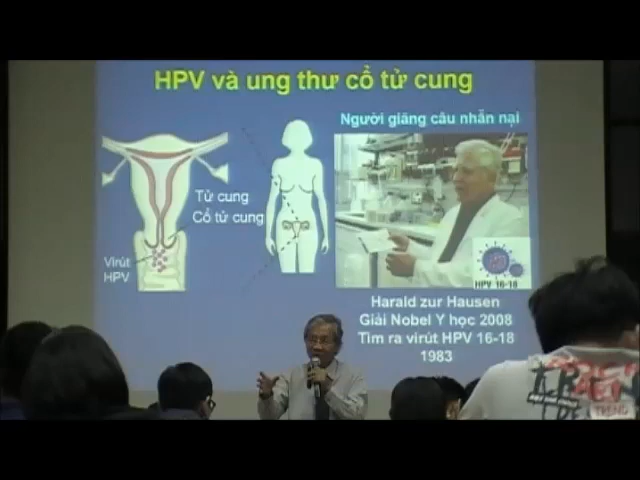 HPV và ung thư cổ tử cung
Người giăng câu nhẫn nại
Tử cung
Cổ tử cung
Virút
HPV
HPV 16-18
Harald zur Hausen
Giải Nobel Y học 2008
Tìm ra virút HPV 16-18
1983
TREND